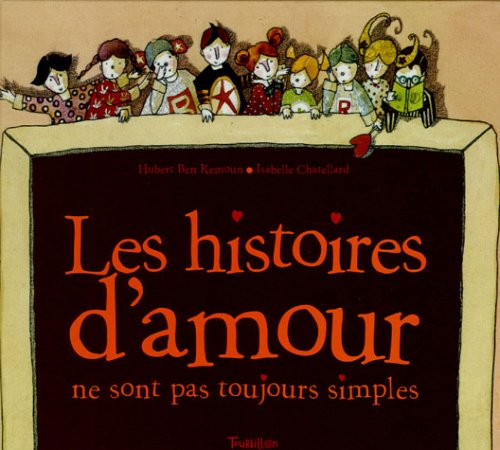 Hubert Ben Kemoun • Isabelle Chatellard
Les histoires
d'amour
ne sont pas toujours simples
Tourbillon